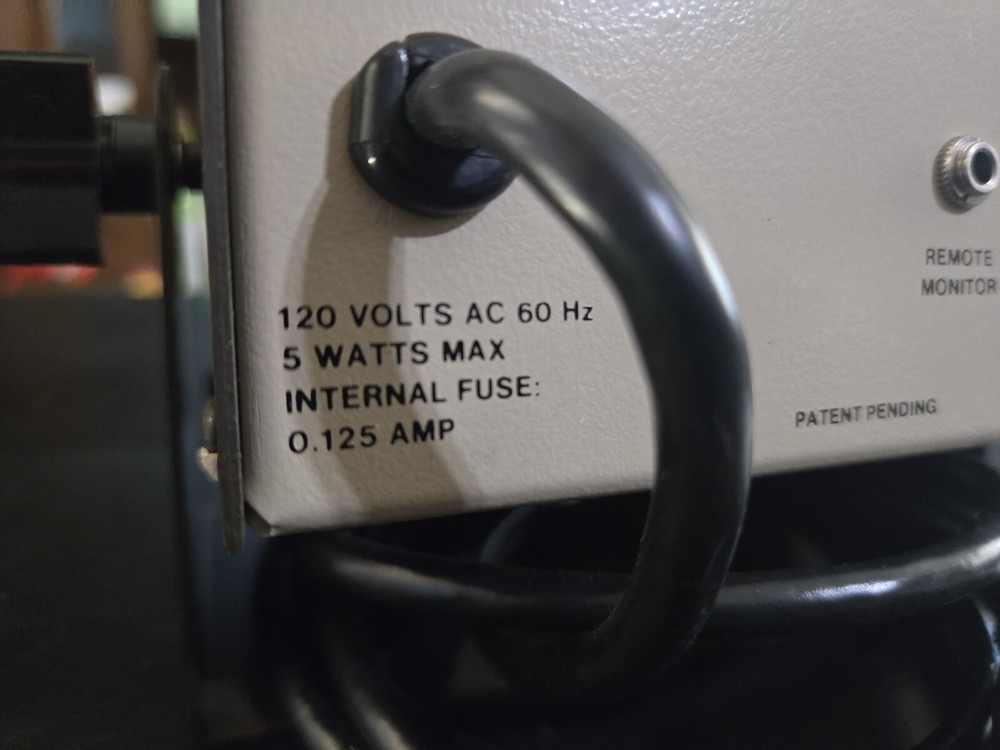 120 VOLTS AC 60 Hz
5 WATTS MAX
INTERNAL FUSE:
0.125 AMP
REMOTE
MONITOR
PATENT PENDING